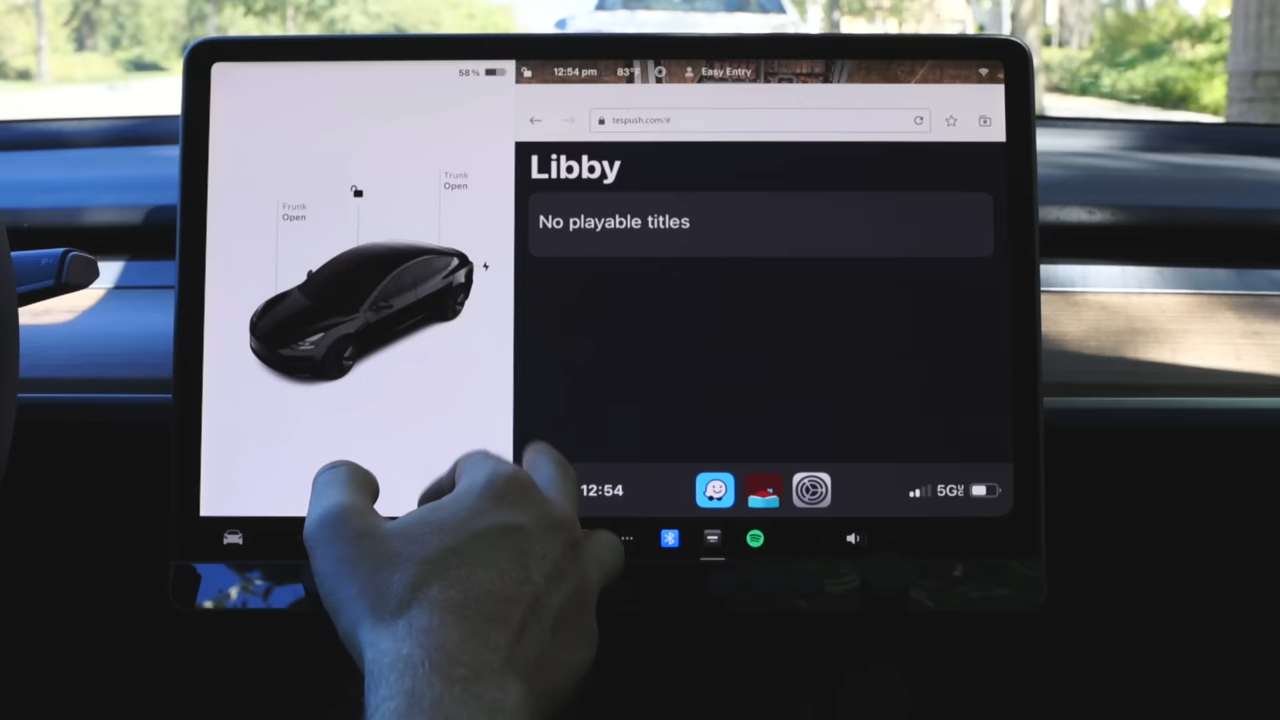 58%
12:54 pm
83°F
Easy Entry
tespush.com/#
Trunk
Open
Frunk
Open
Libby
No playable titles
12:54
5G